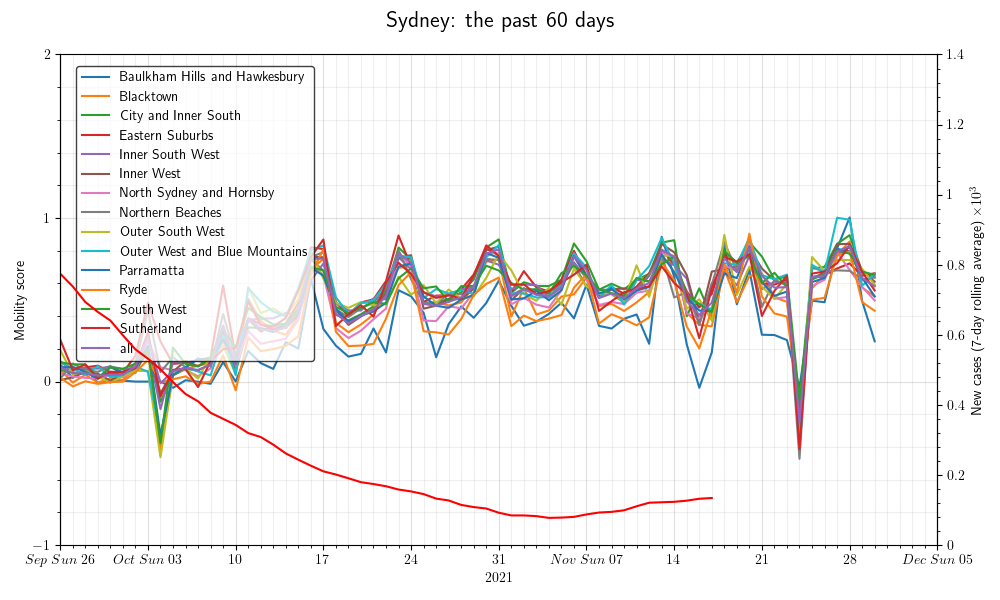 Sydney: the past 60 days
2
1
0
−1
Mobility score
Baulkham Hills and Hawkesbury
Blacktown
City and Inner South
Eastern Suburbs
Inner South West
Inner West
North Sydney and Hornsby
Northern Beaches
Outer South West
Outer West and Blue Mountains
Parramatta
Ryde
South West
Sutherland
all
1.4
1.2
1
0.8
0.6
0.4
0.2
0
New cases (7-day rolling average) ×10³
Sep Sun 26 Oct Sun 03 10 17 24 31 Nov Sun 07 14 21 28 Dec Sun 05
2021